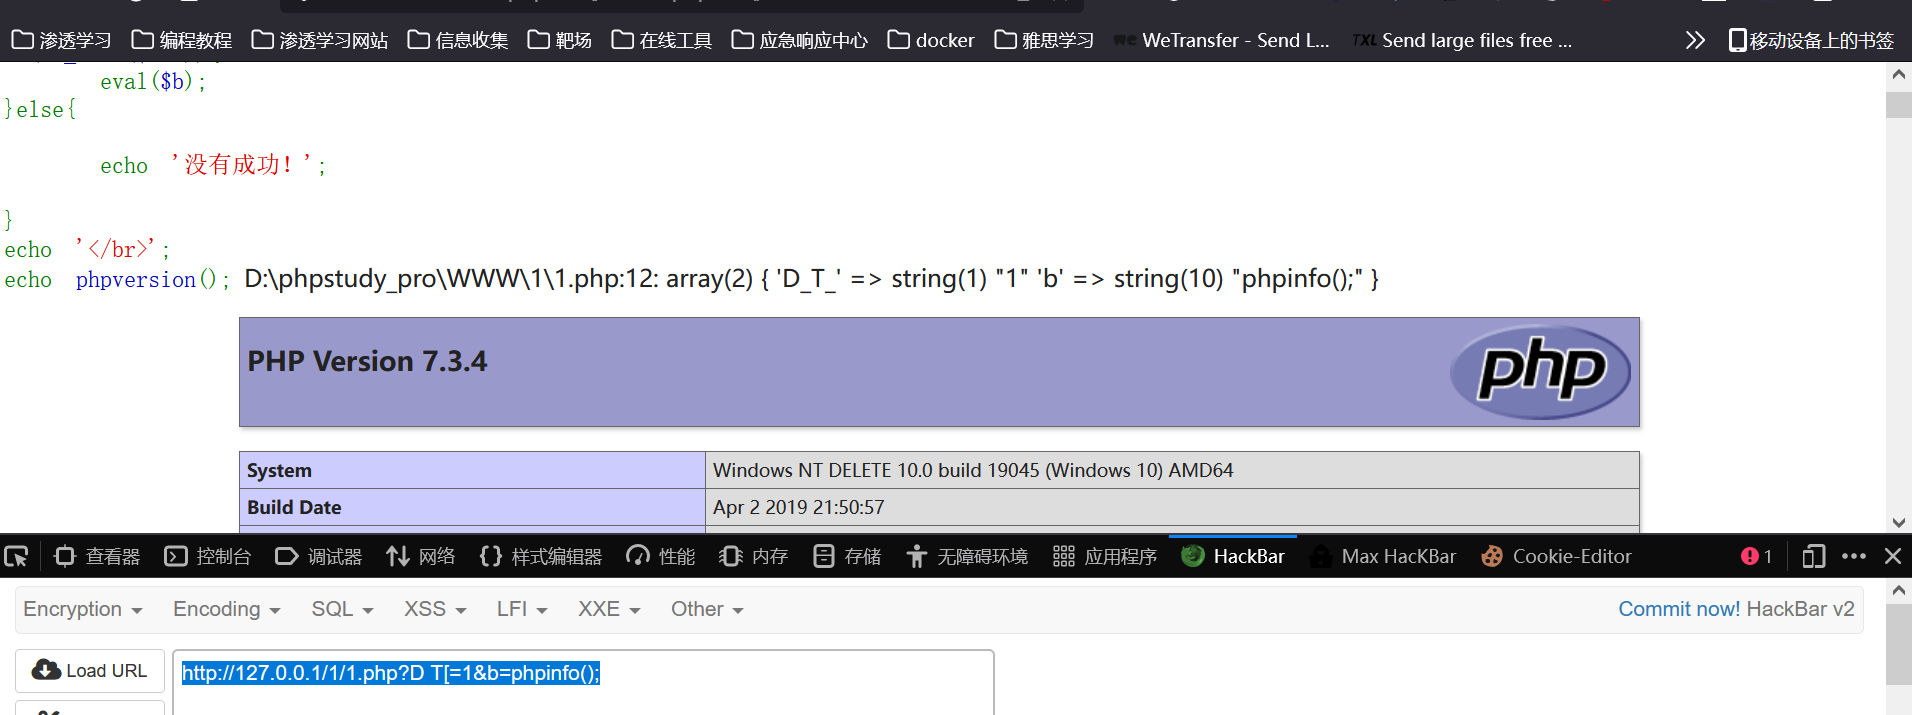 渗透学习 编程教程 渗透学习网站 信息收集 靶场 在线工具 应急响应中心 docker 雅思学习 we WeTransfer - Send L... TXL Send large files free ... 移动设备上的书签
eval($b);
}else{
echo '没有成功！';
}
echo '</br>';
echo phpversion(); D:\phpstudy_pro\WWW\1\1.php:12: array(2) { 'D_T_' => string(1) "1" 'b' => string(10) "phpinfo();" }
PHP Version 7.3.4 php
System Windows NT DELETE 10.0 build 19045 (Windows 10) AMD64
Build Date Apr 2 2019 21:50:57
查看器 控制台 调试器 网络 样式编辑器 性能 内存 存储 无障碍环境 应用程序 HackBar Max HacKBar Cookie-Editor 1
Encryption Encoding SQL XSS LFI XXE Other Commit now! HackBar v2
Load URL http://127.0.0.1/1/1.php?D T[=1&b=phpinfo();